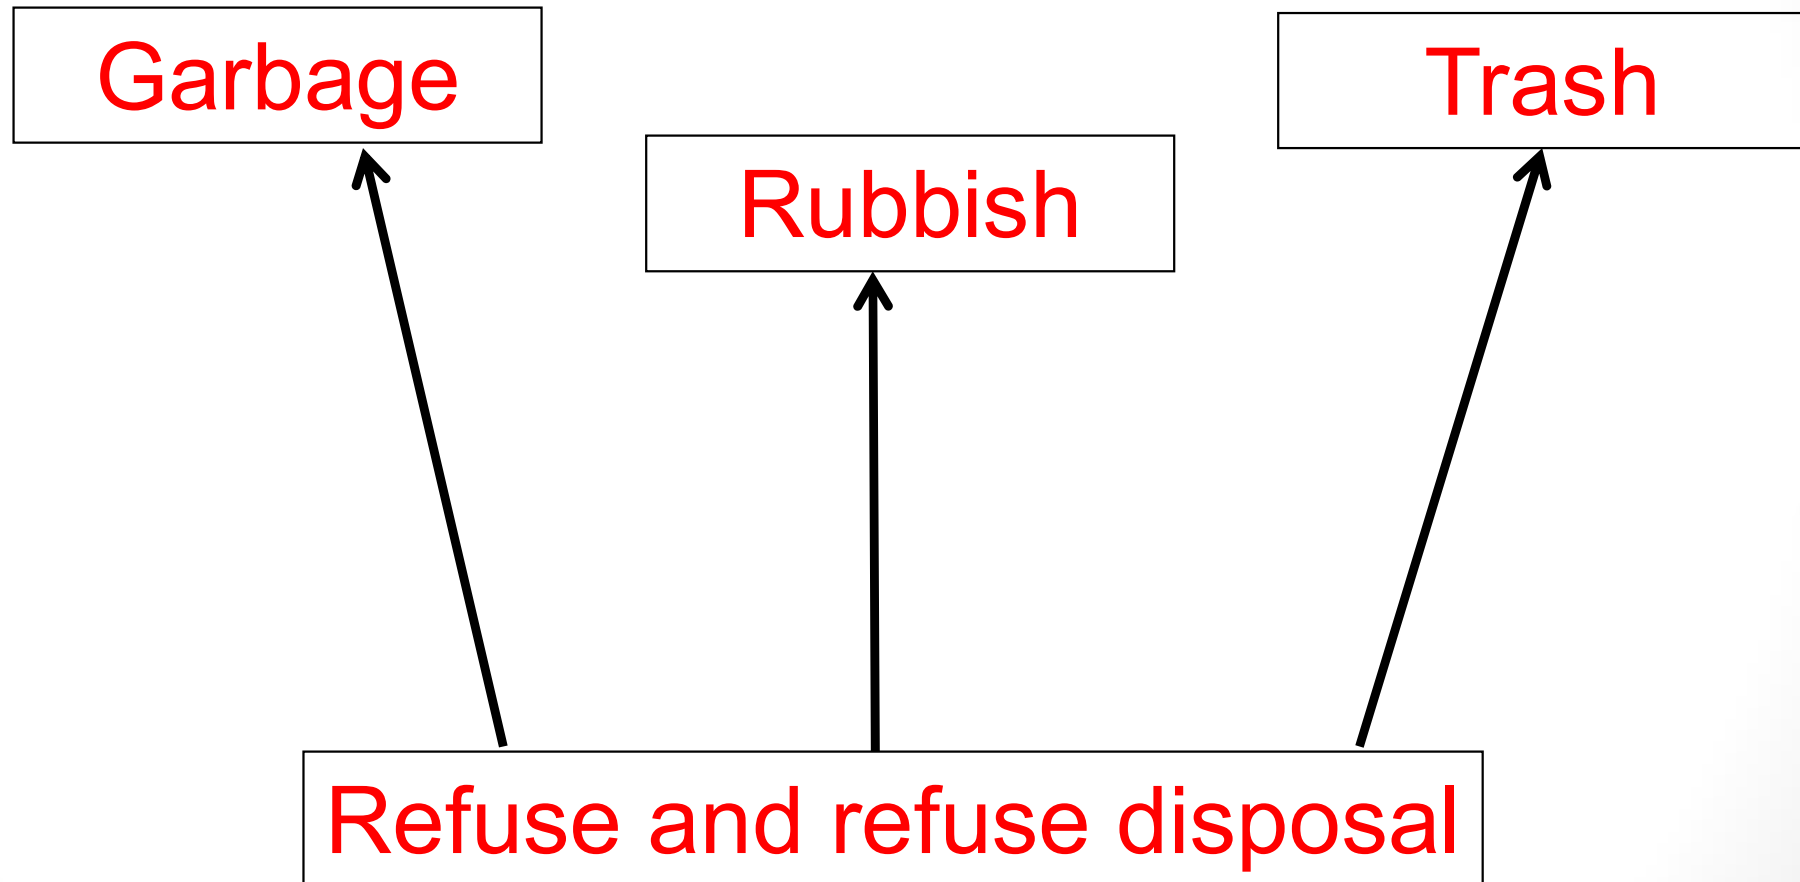 Garbage
Trash
Rubbish
Refuse and refuse disposal